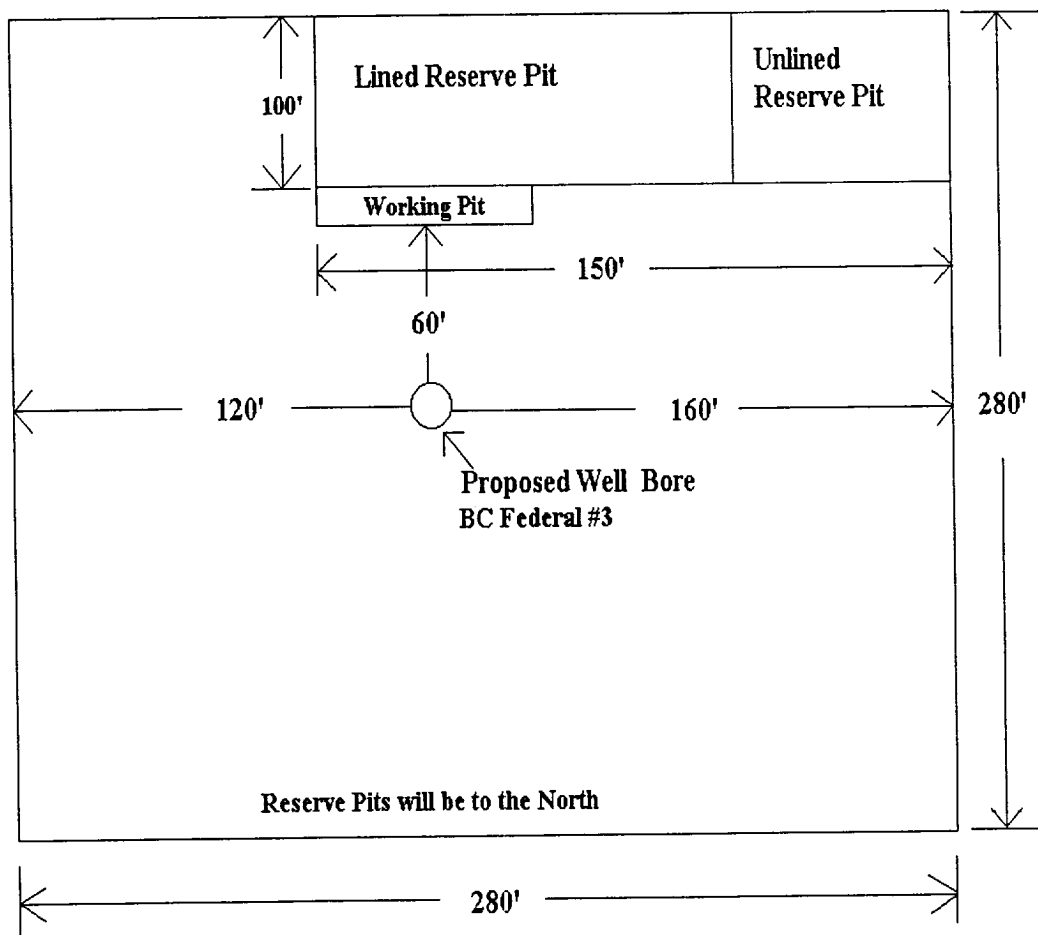 Lined Reserve Pit
Unlined
Reserve Pit
100'
Working Pit
150'
60'
120'
160'
280'
Proposed Well Bore
BC Federal #3
Reserve Pits will be to the North
280'